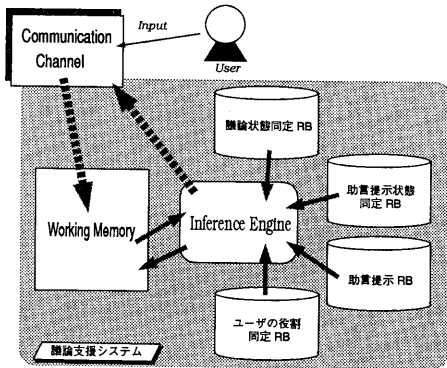 Input
Communication
Channel
User
議論状態同定 RB
助言提示状態
同定 RB
Working Memory
Inference Engine
助言提示 RB
ユーザの役割
同定 RB
議論支援システム